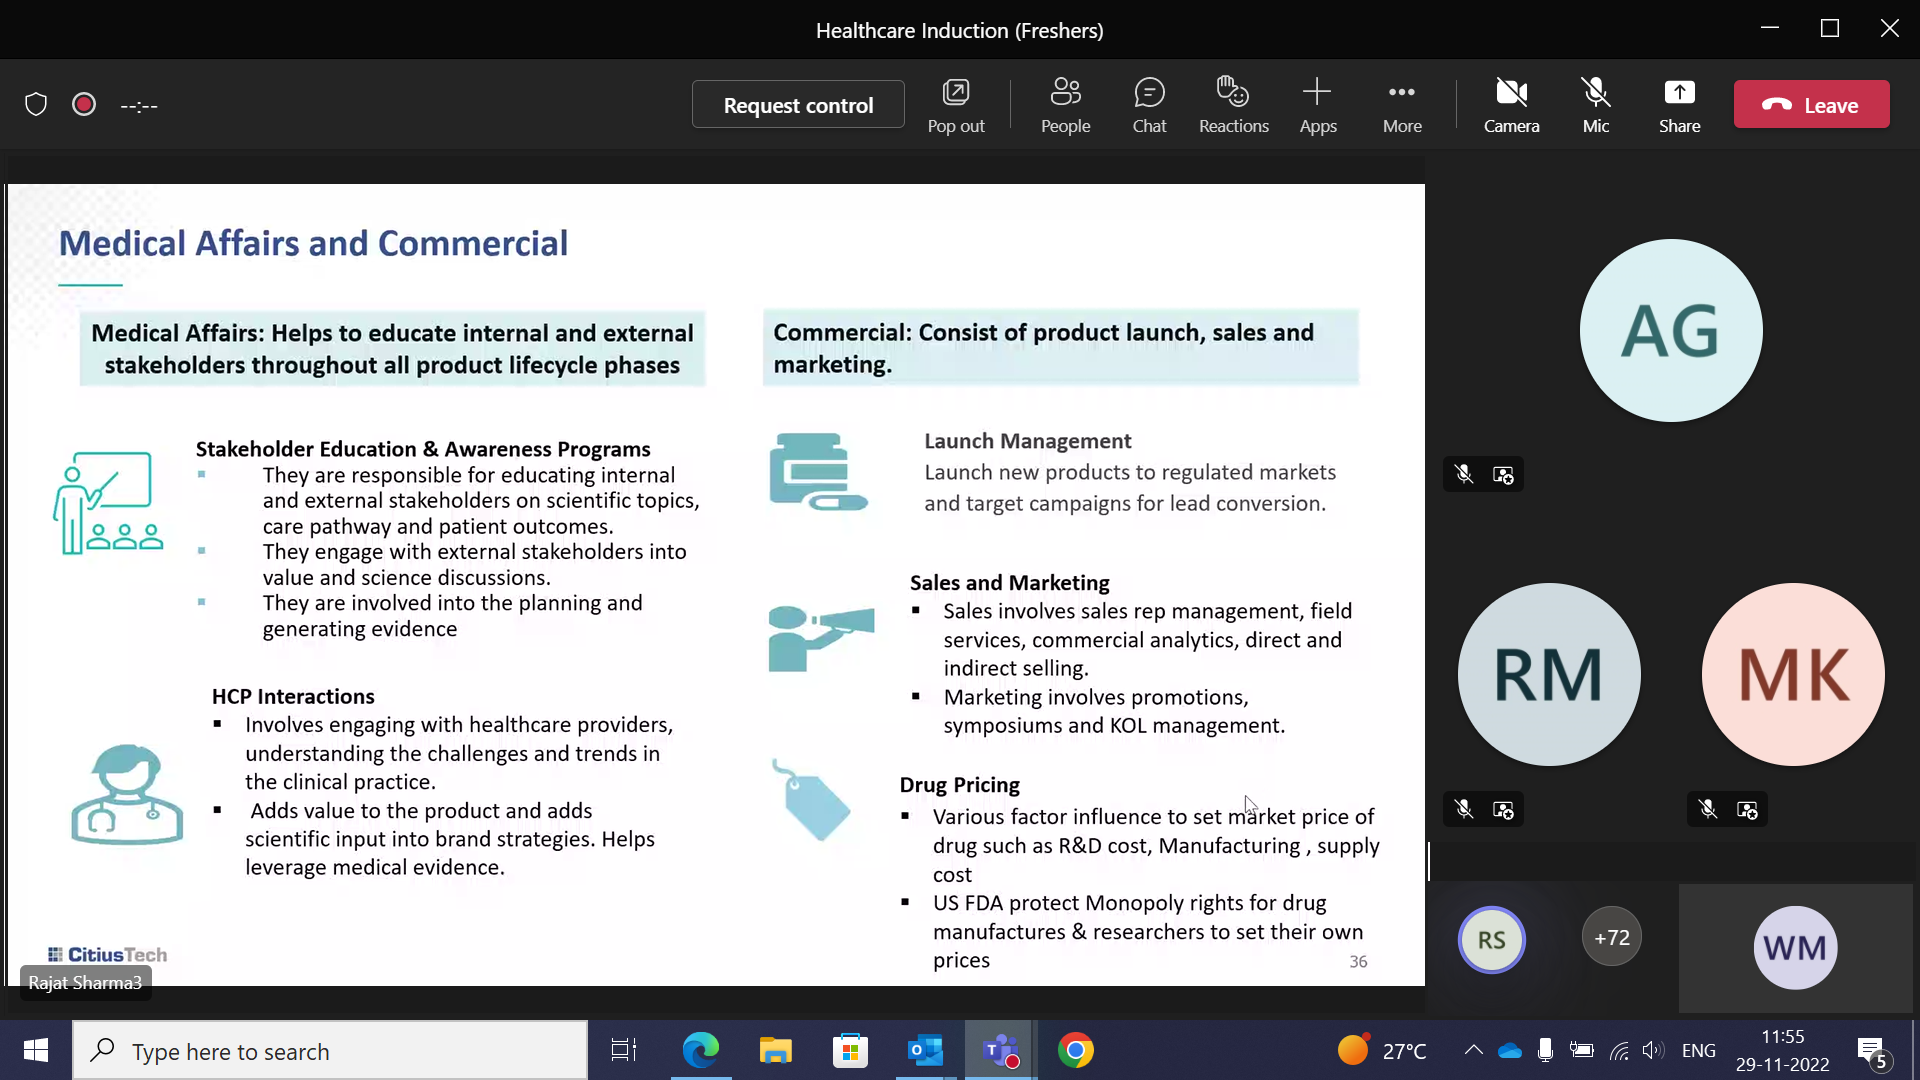 Healthcare Induction (Freshers)
--:--
Request control
Pop out
People
Chat
Reactions
Apps
More
Camera
Mic
Share
Leave
Medical Affairs and Commercial
Medical Affairs: Helps to educate internal and external
stakeholders throughout all product lifecycle phases
Stakeholder Education & Awareness Programs
They are responsible for educating internal
and external stakeholders on scientific topics,
care pathway and patient outcomes.
They engage with external stakeholders into
value and science discussions.
They are involved into the planning and
generating evidence
HCP Interactions
Involves engaging with healthcare providers,
understanding the challenges and trends in
the clinical practice.
Adds value to the product and adds
scientific input into brand strategies. Helps
leverage medical evidence.
Commercial: Consist of product launch, sales and
marketing.
Launch Management
Launch new products to regulated markets
and target campaigns for lead conversion.
Sales and Marketing
Sales involves sales rep management, field
services, commercial analytics, direct and
indirect selling.
Marketing involves promotions,
symposiums and KOL management.
Drug Pricing
Various factor influence to set market price of
drug such as R&D cost, Manufacturing , supply
cost
US FDA protect Monopoly rights for drug
manufactures & researchers to set their own
prices
CitiusTech
36
Rajat Sharma3
AG
RM
MK
RS
+72
WM
Type here to search
27°C
ENG
11:55
29-11-2022
5